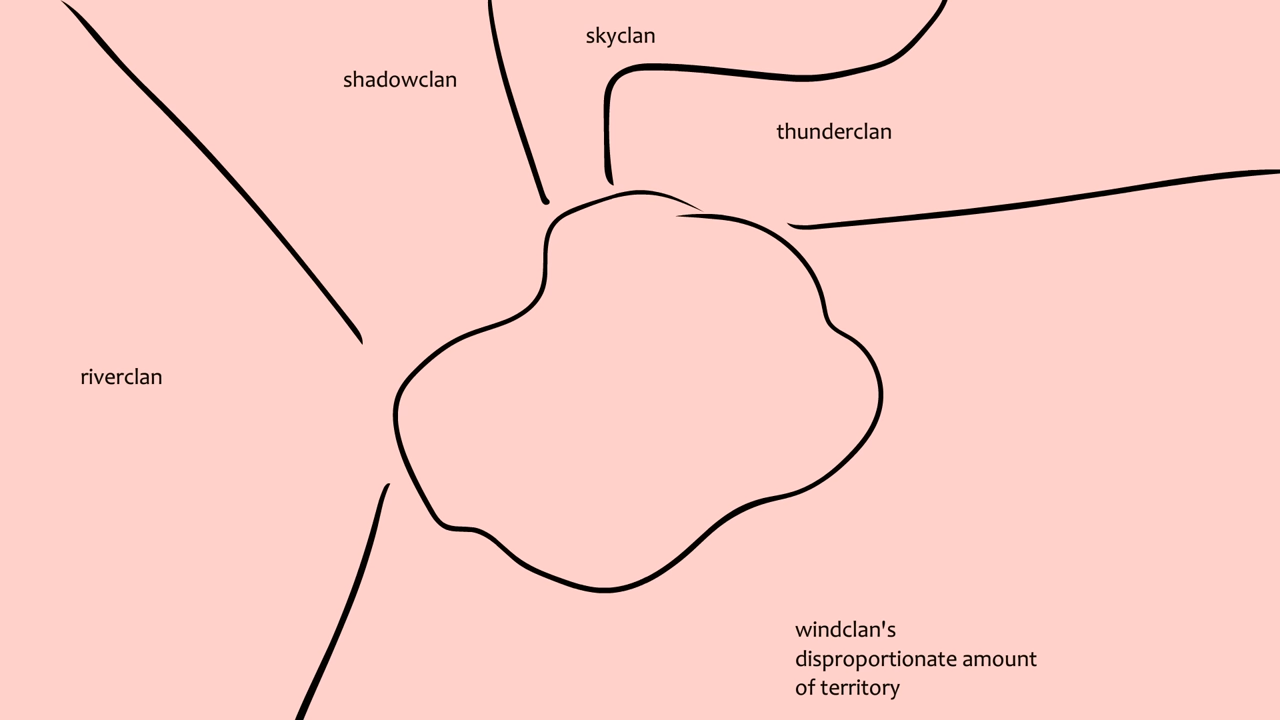 skyclan
shadowclan
thunderclan
riverclan
windclan's
disproportionate amount
of territory